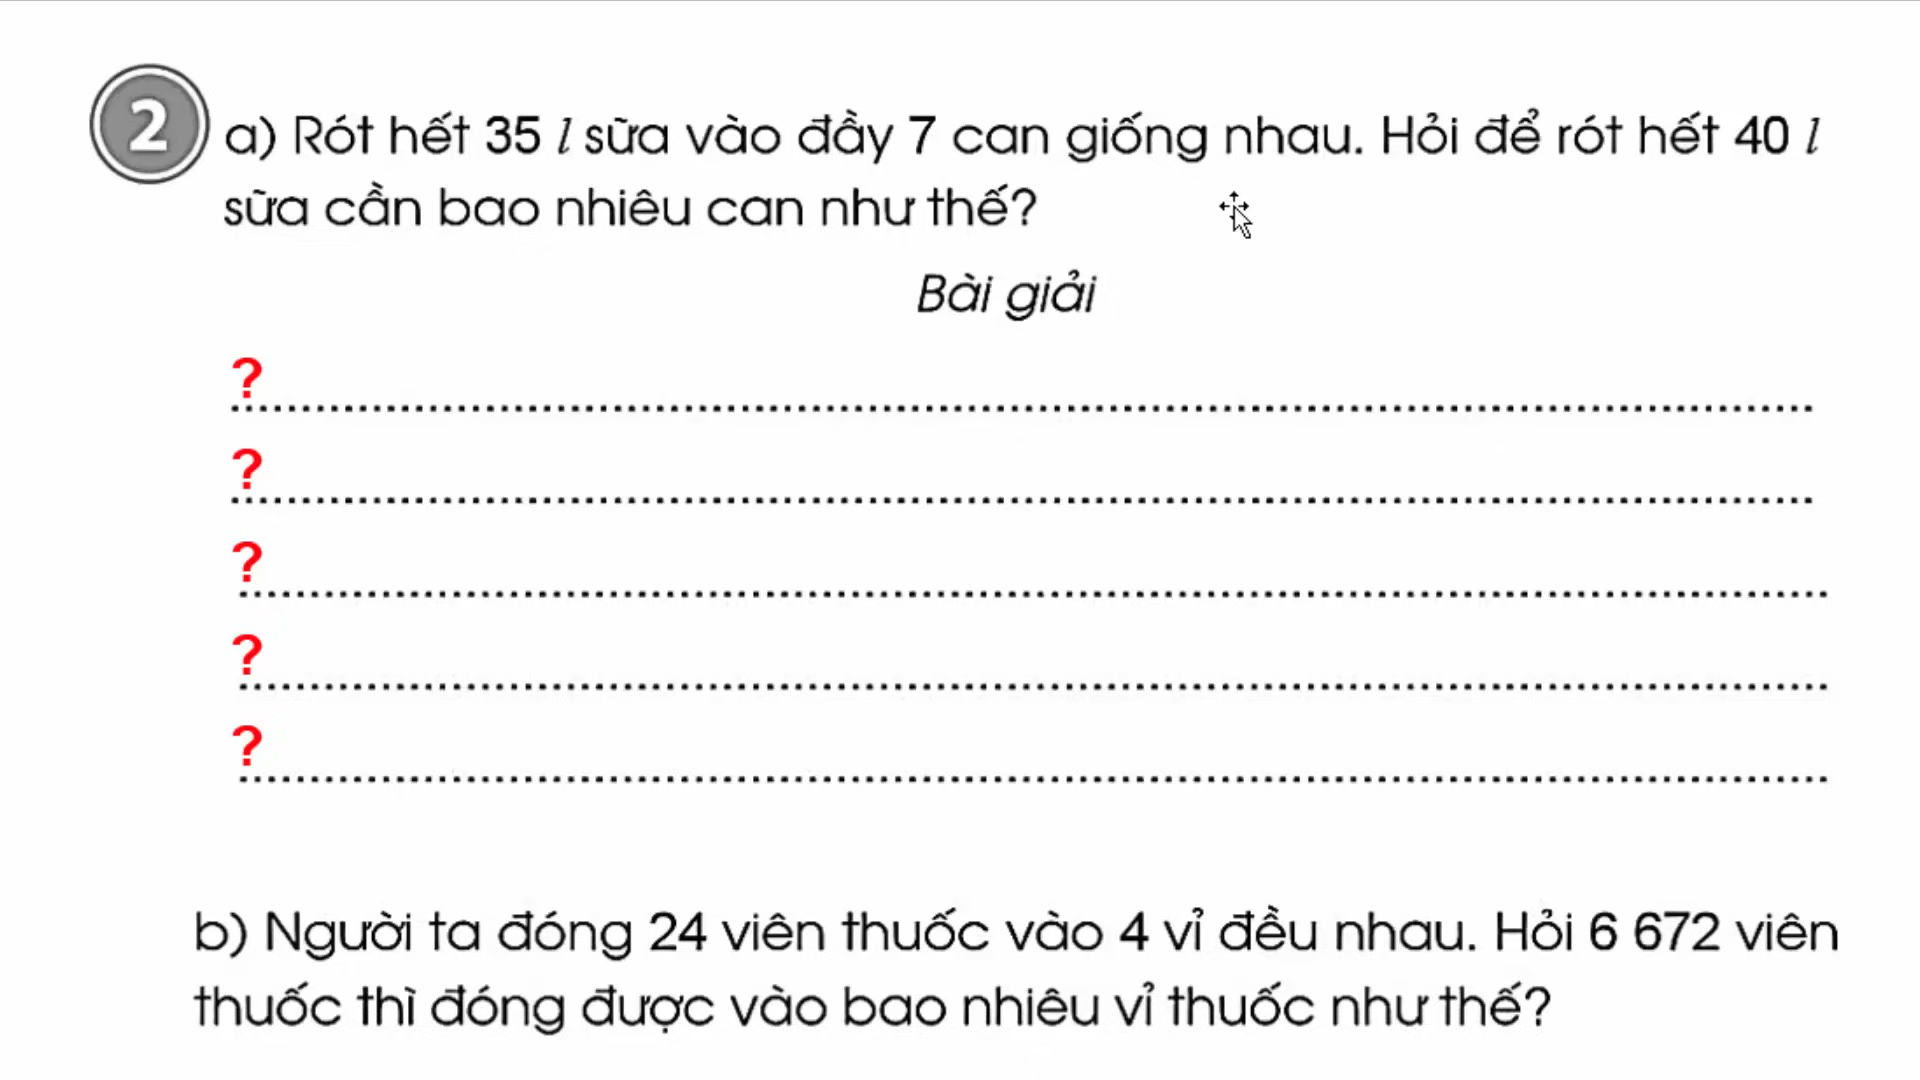 2
a) Rót hết 35 l sữa vào đầy 7 can giống nhau. Hỏi để rót hết 40 l
sữa cần bao nhiêu can như thế?
Bài giải
?
?
?
?
?
b) Người ta đóng 24 viên thuốc vào 4 vỉ đều nhau. Hỏi 6 672 viên
thuốc thì đóng được vào bao nhiêu vỉ thuốc như thế?